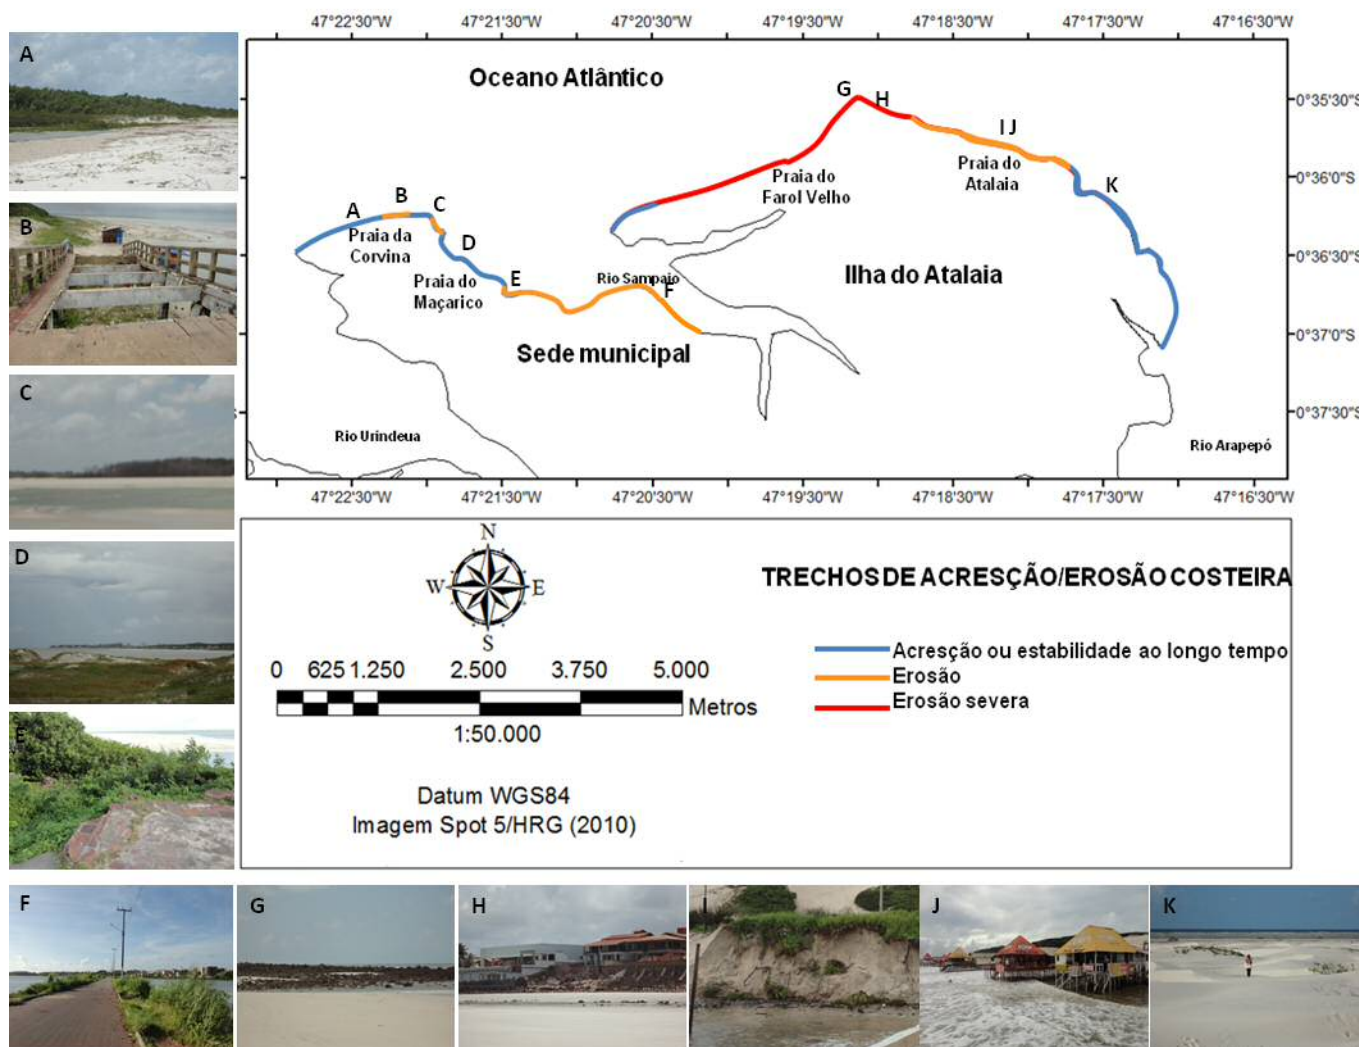 47°22'30"W 47°21'30"W 47°20'30"W 47°19'30"W 47°18'30"W 47°17'30"W 47°16'30"W
A
Oceano Atlântico
G
H
0°35'30"S
I J
Praia do
Atalaia
0°36'0"S
Praia do
Farol Velho
K
B
A
B
C
Praia da
Corvina
D
Praia do
Maçarico
E
Rio Sampaio
F
Ilha do Atalaia
0°36'30"S
0°37'0"S
Sede municipal
C
0°37'30"S
Rio Urindeua
Rio Arapepó
47°22'30"W 47°21'30"W 47°20'30"W 47°19'30"W 47°18'30"W 47°17'30"W 47°16'30"W
D
N
W E
S
TRECHOS DE ACRESÇÃO/EROSÃO COSTEIRA
Acresção ou estabilidade ao longo tempo
Erosão
Erosão severa
0 625 1.250 2.500 3.750 5.000
Metros
1:50.000
E
Datum WGS84
Imagem Spot 5/HRG (2010)
F
G
H
J
K